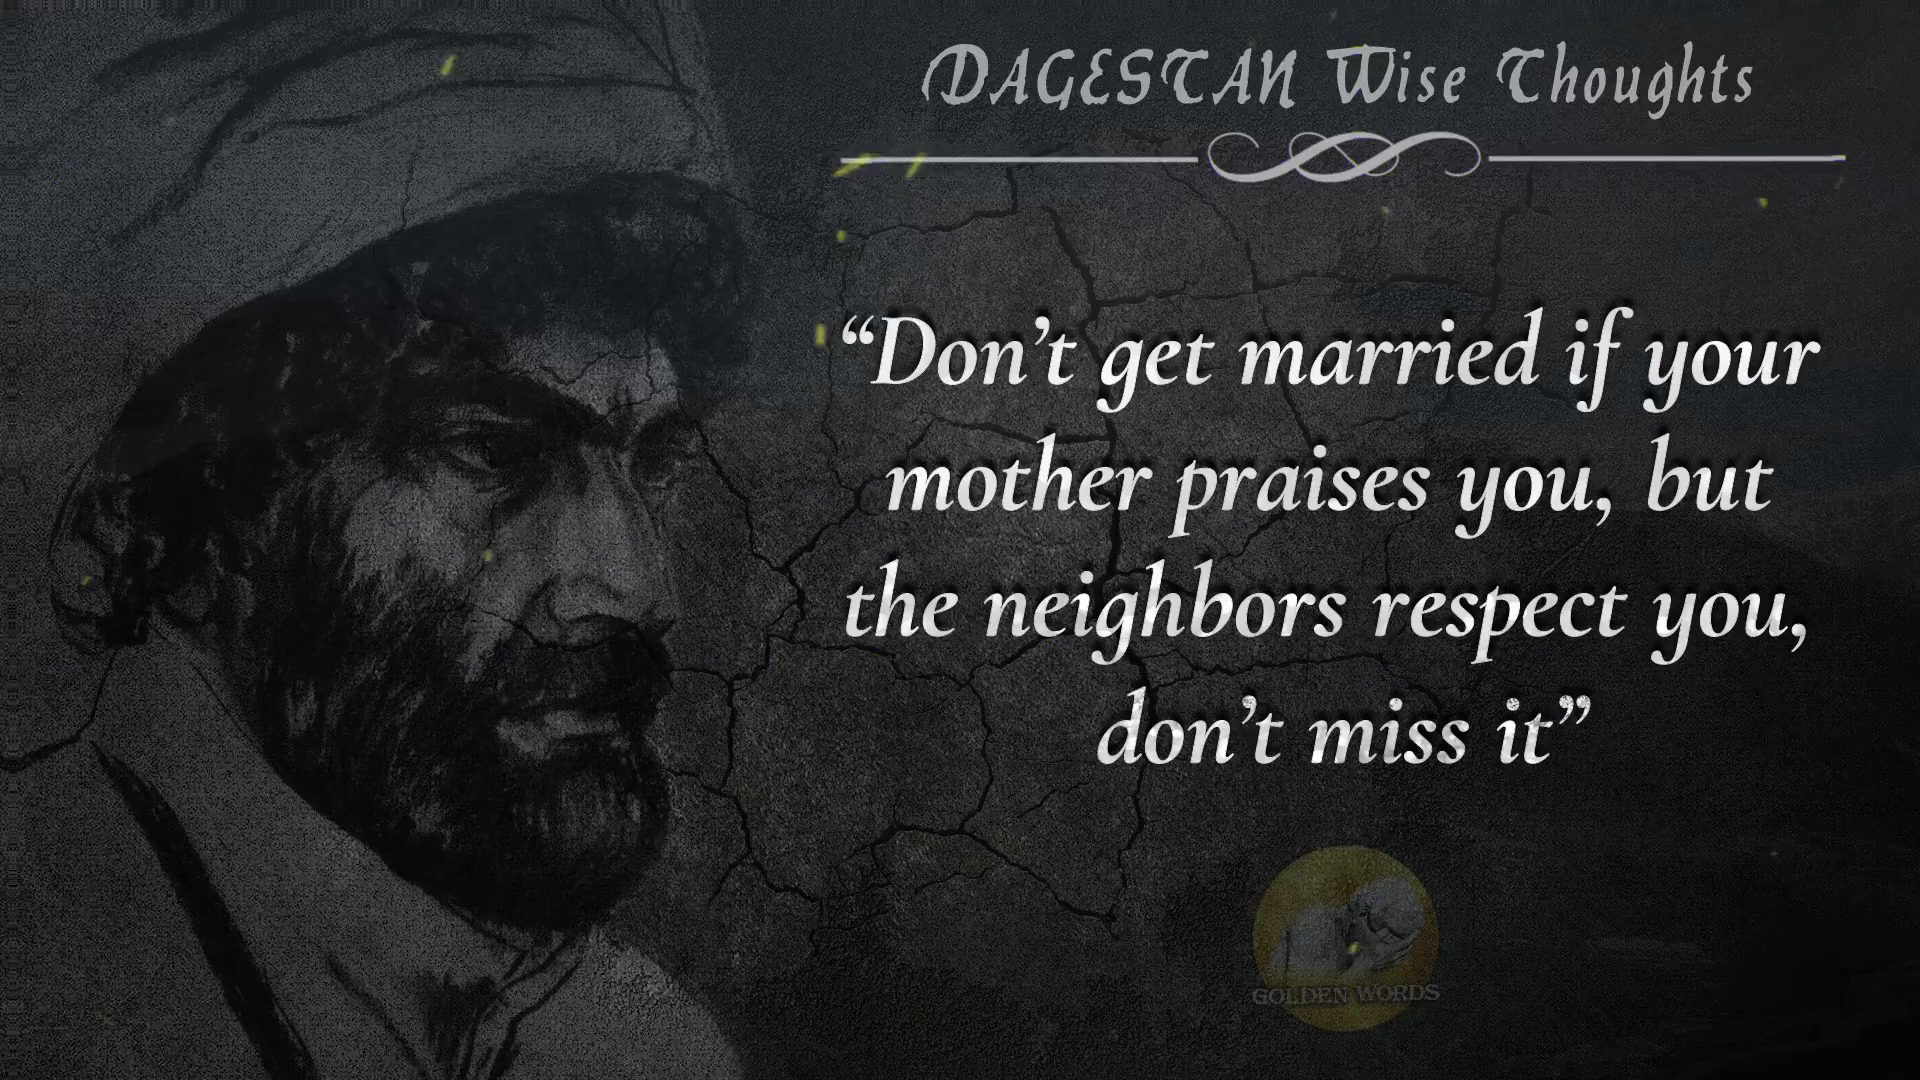 DAGESTAN Wise Thoughts
“Don’t get married if your
mother praises you, but
the neighbors respect you,
don’t miss it”
GOLDEN WORDS